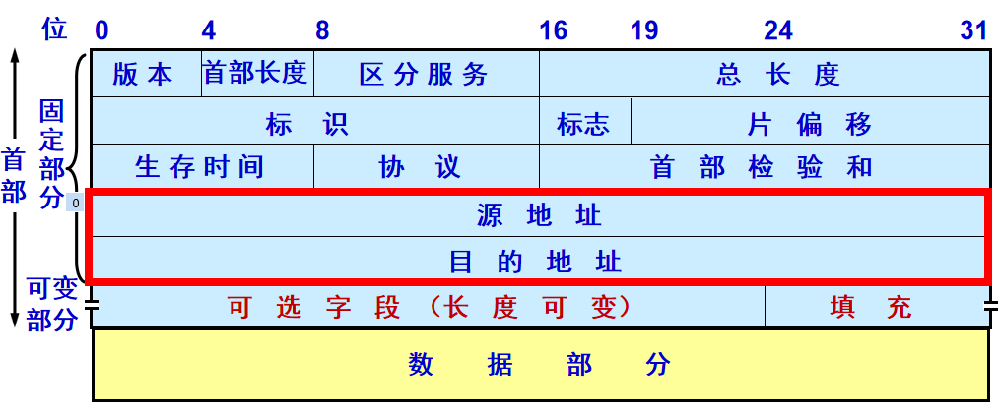 位 0 4 8 16 19 24 31
版本 首部长度 区分服务 总长度
标识 标志 片偏移
生存时间 协议 首部检验和
源地址
目的地址
可选字段（长度可变） 填充
数据部分
首部
固定部分
0
可变部分